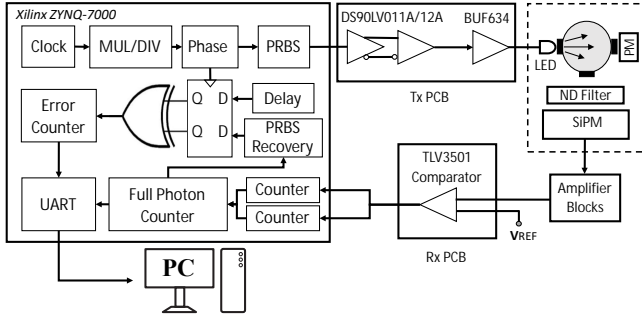 Xilinx ZYNQ-7000
DS90LV011A/12A
BUF634
Clock
MUL/DIV
Phase
PRBS
LED
PM
Tx PCB
Q D
Delay
Error
Counter
Q D
PRBS
Recovery
ND Filter
SiPM
TLV3501
Comparator
UART
Full Photon
Counter
Counter
Counter
Amplifier
Blocks
VREF
Rx PCB
PC